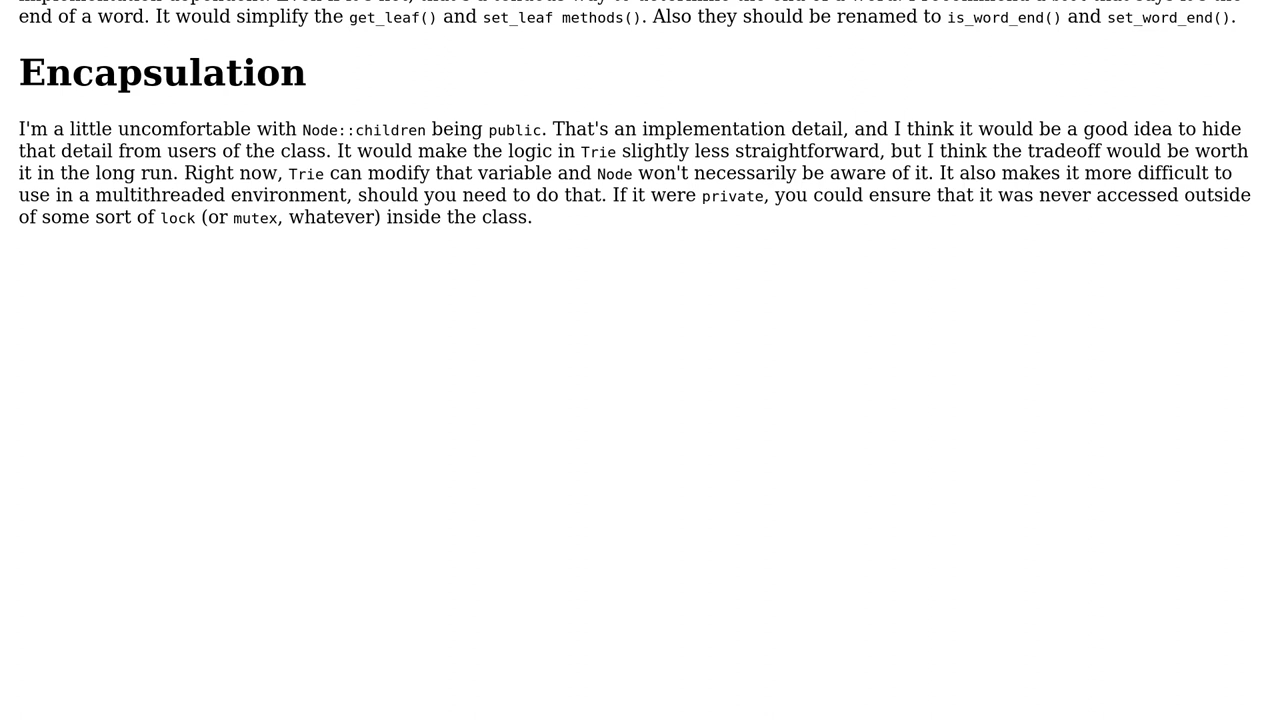 end of a word. It would simplify the get_leaf() and set_leaf methods(). Also they should be renamed to is_word_end() and set_word_end().
Encapsulation
I'm a little uncomfortable with Node::children being public. That's an implementation detail, and I think it would be a good idea to hide
that detail from users of the class. It would make the logic in Trie slightly less straightforward, but I think the tradeoff would be worth
it in the long run. Right now, Trie can modify that variable and Node won't necessarily be aware of it. It also makes it more difficult to
use in a multithreaded environment, should you need to do that. If it were private, you could ensure that it was never accessed outside
of some sort of lock (or mutex, whatever) inside the class.